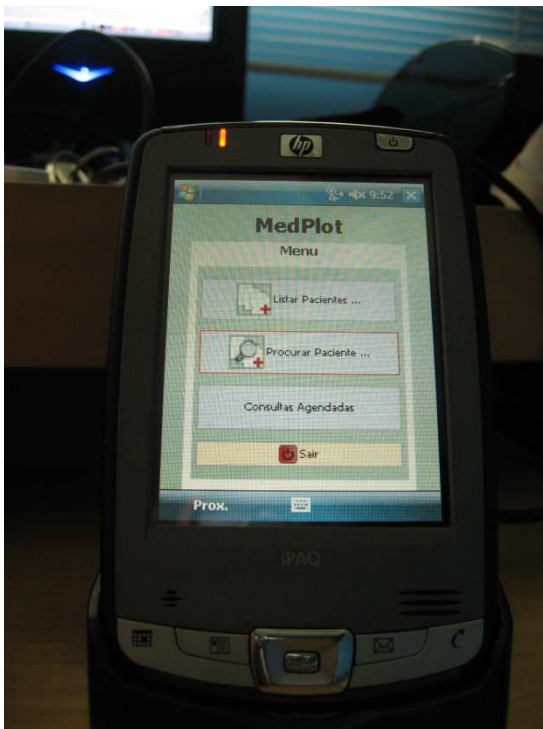 hp
9:52
MedPlot
Menu
Listar Pacientes ...
Procurar Paciente ...
Consultas Agendadas
Sair
Prox.
iPAQ